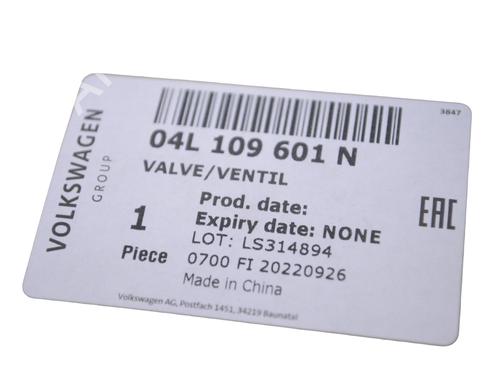 3847
04L 109 601 N
VALVE/VENTIL
VOLKSWAGEN
GROUP
Prod. date:
Expiry date: NONE
1
Piece
LOT: LS314894
0700 FI 20220926
Made in China
EAC
Volkswagen AG, Postfach 1451, 34219 Baunatal